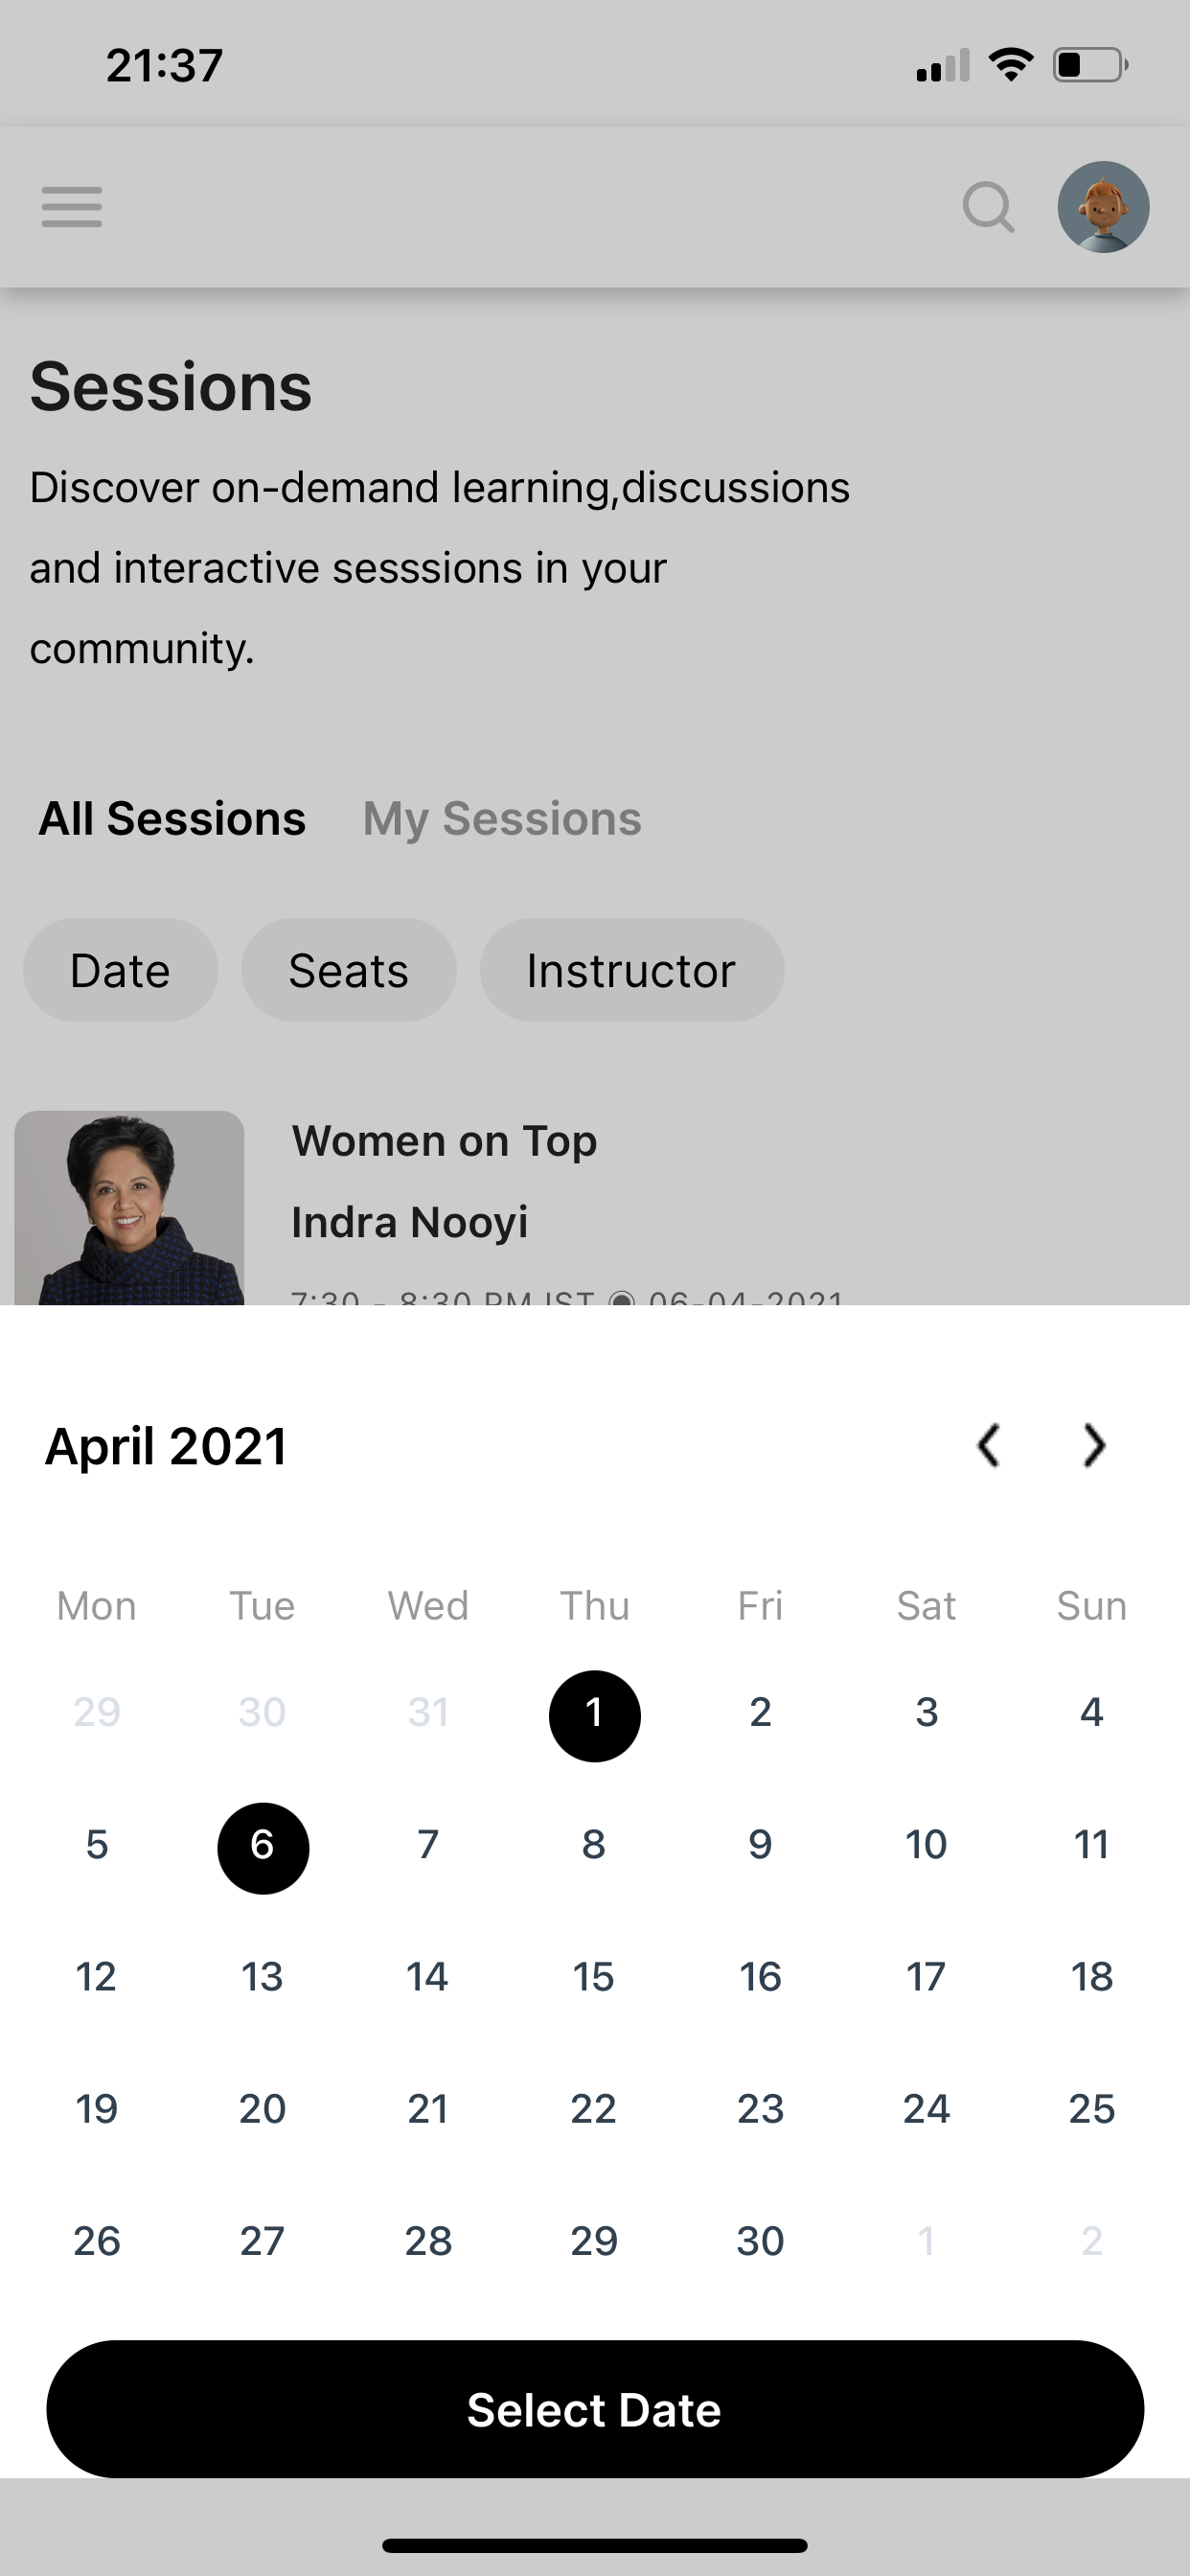 21:37
Sessions
Discover on-demand learning,discussions
and interactive sesssions in your
community.
All Sessions My Sessions
Date Seats Instructor
Women on Top
Indra Nooyi
7:30 - 8:30 PM IST ◉ 06-04-2021
April 2021
Mon Tue Wed Thu Fri Sat Sun
29 30 31 1 2 3 4
5 6 7 8 9 10 11
12 13 14 15 16 17 18
19 20 21 22 23 24 25
26 27 28 29 30 1 2
Select Date